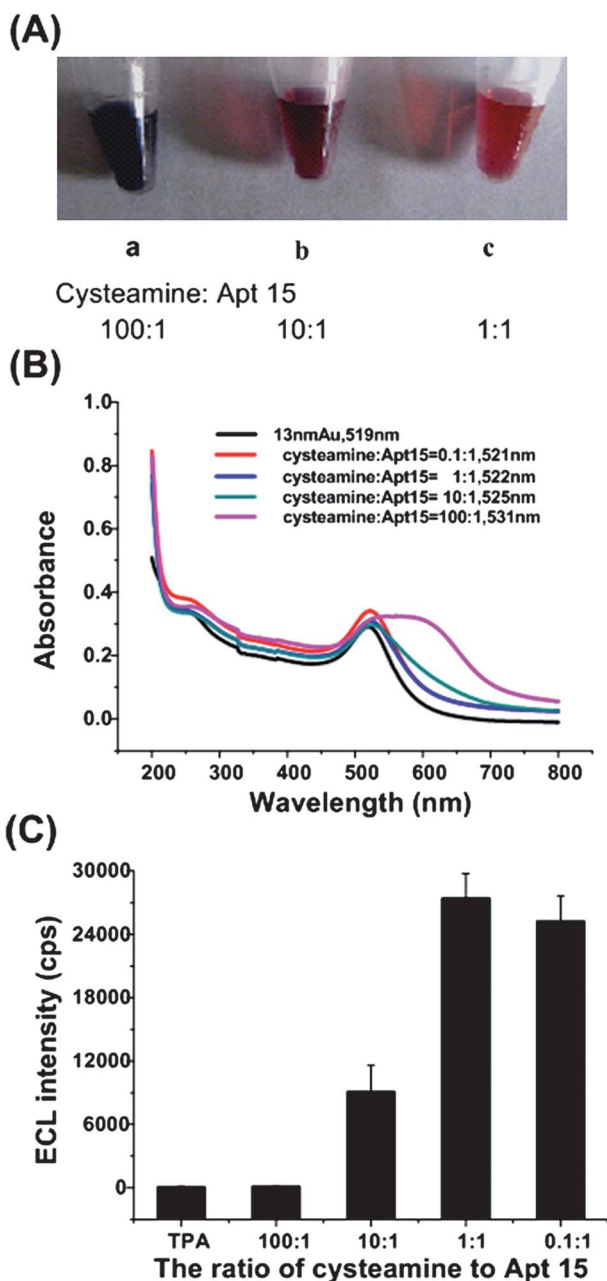 (A)
a b c
Cysteamine: Apt 15
100:1 10:1 1:1
(B)
1.0
0.8
0.6
0.4
0.2
0.0
Absorbance
13nmAu,519nm
cysteamine:Apt15=0.1:1,521nm
cysteamine:Apt15= 1:1,522nm
cysteamine:Apt15= 10:1,525nm
cysteamine:Apt15=100:1,531nm
200 300 400 500 600 700 800
Wavelength (nm)
(C)
30000
24000
18000
12000
6000
0
ECL intensity (cps)
TPA 100:1 10:1 1:1 0.1:1
The ratio of cysteamine to Apt 15